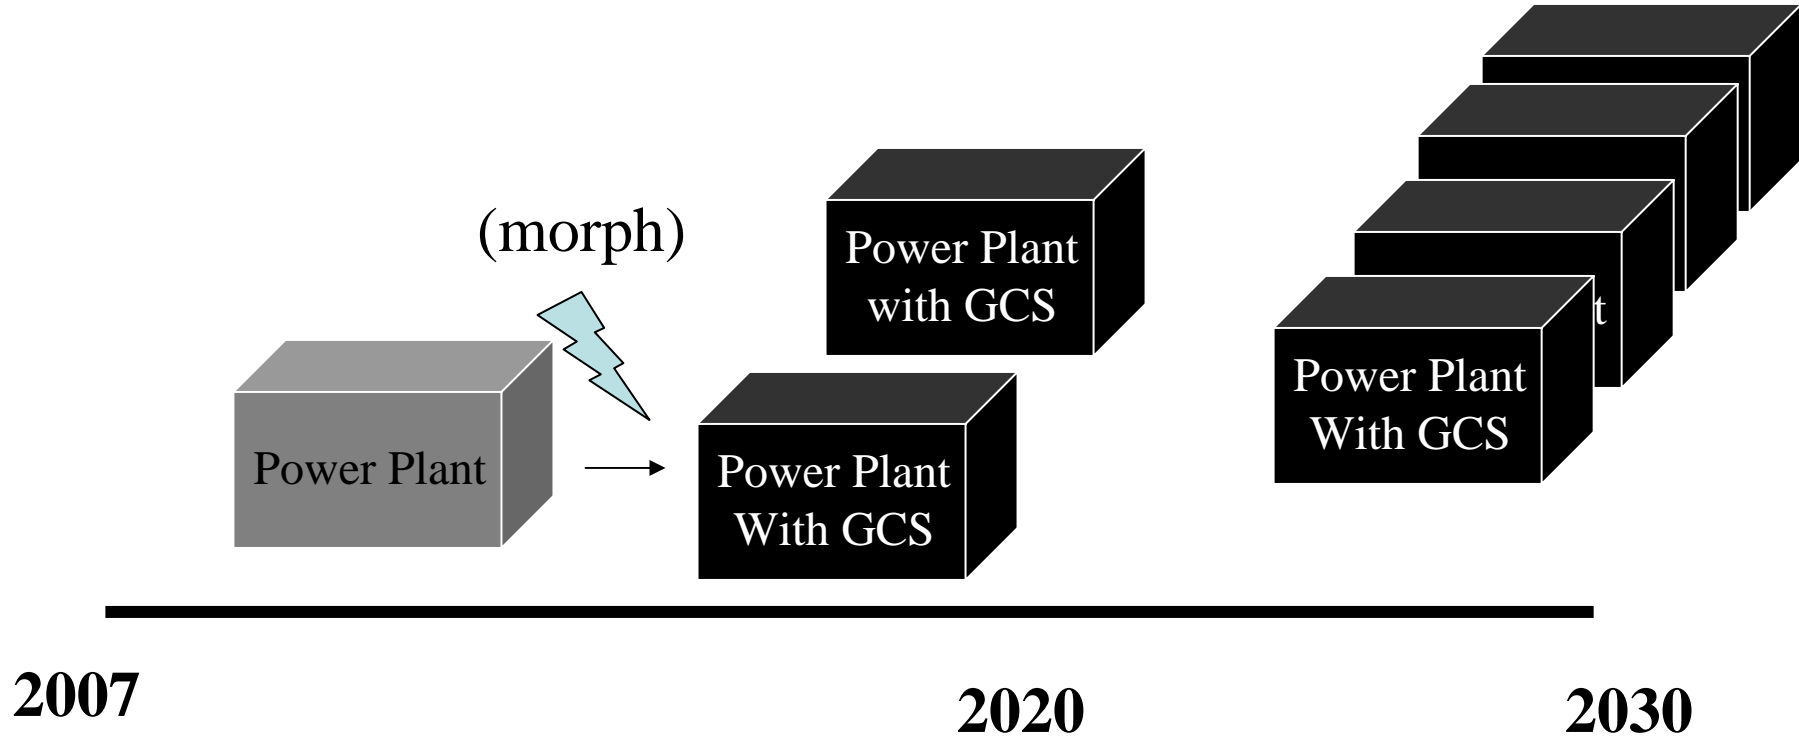 (morph)
Power Plant
with GCS
Power Plant
Power Plant
With GCS
t
Power Plant
With GCS
2007
2020
2030